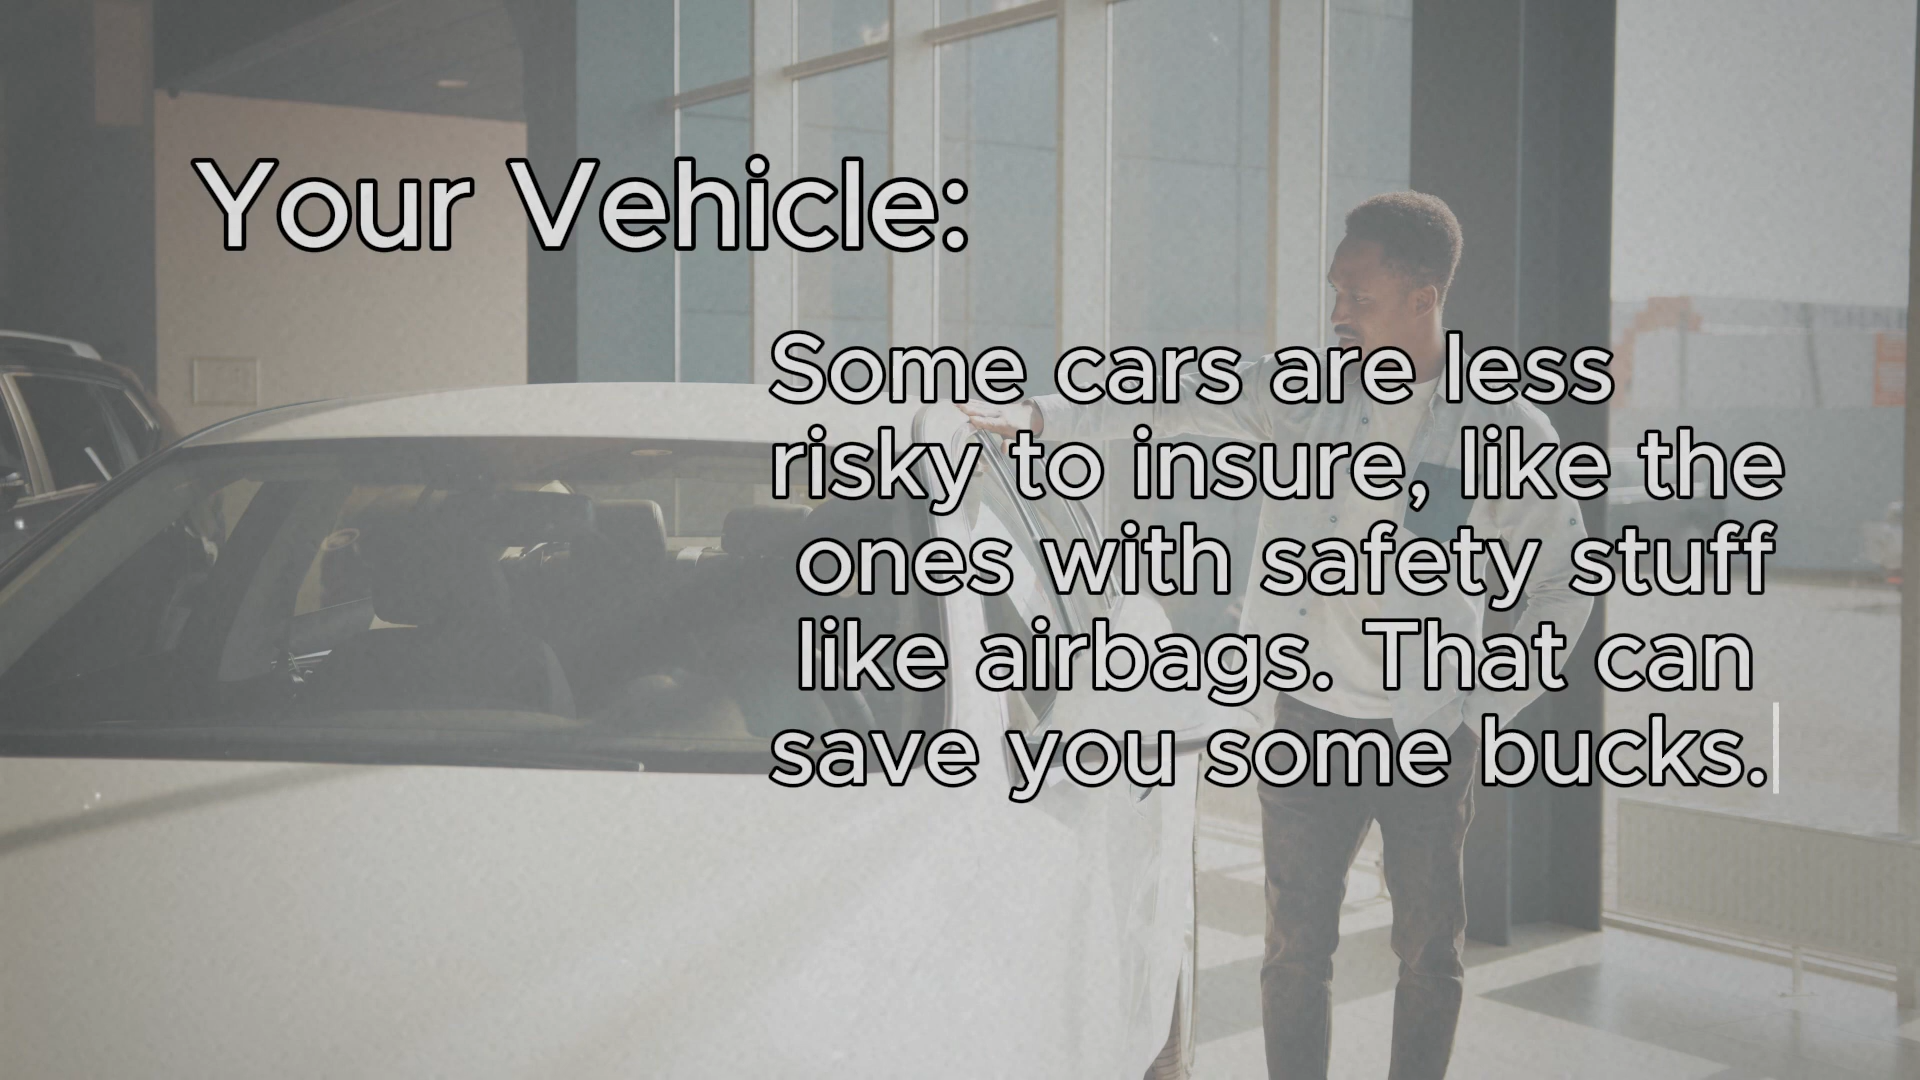 Your Vehicle:
Some cars are less
risky to insure, like the
ones with safety stuff
like airbags. That can
save you some bucks.